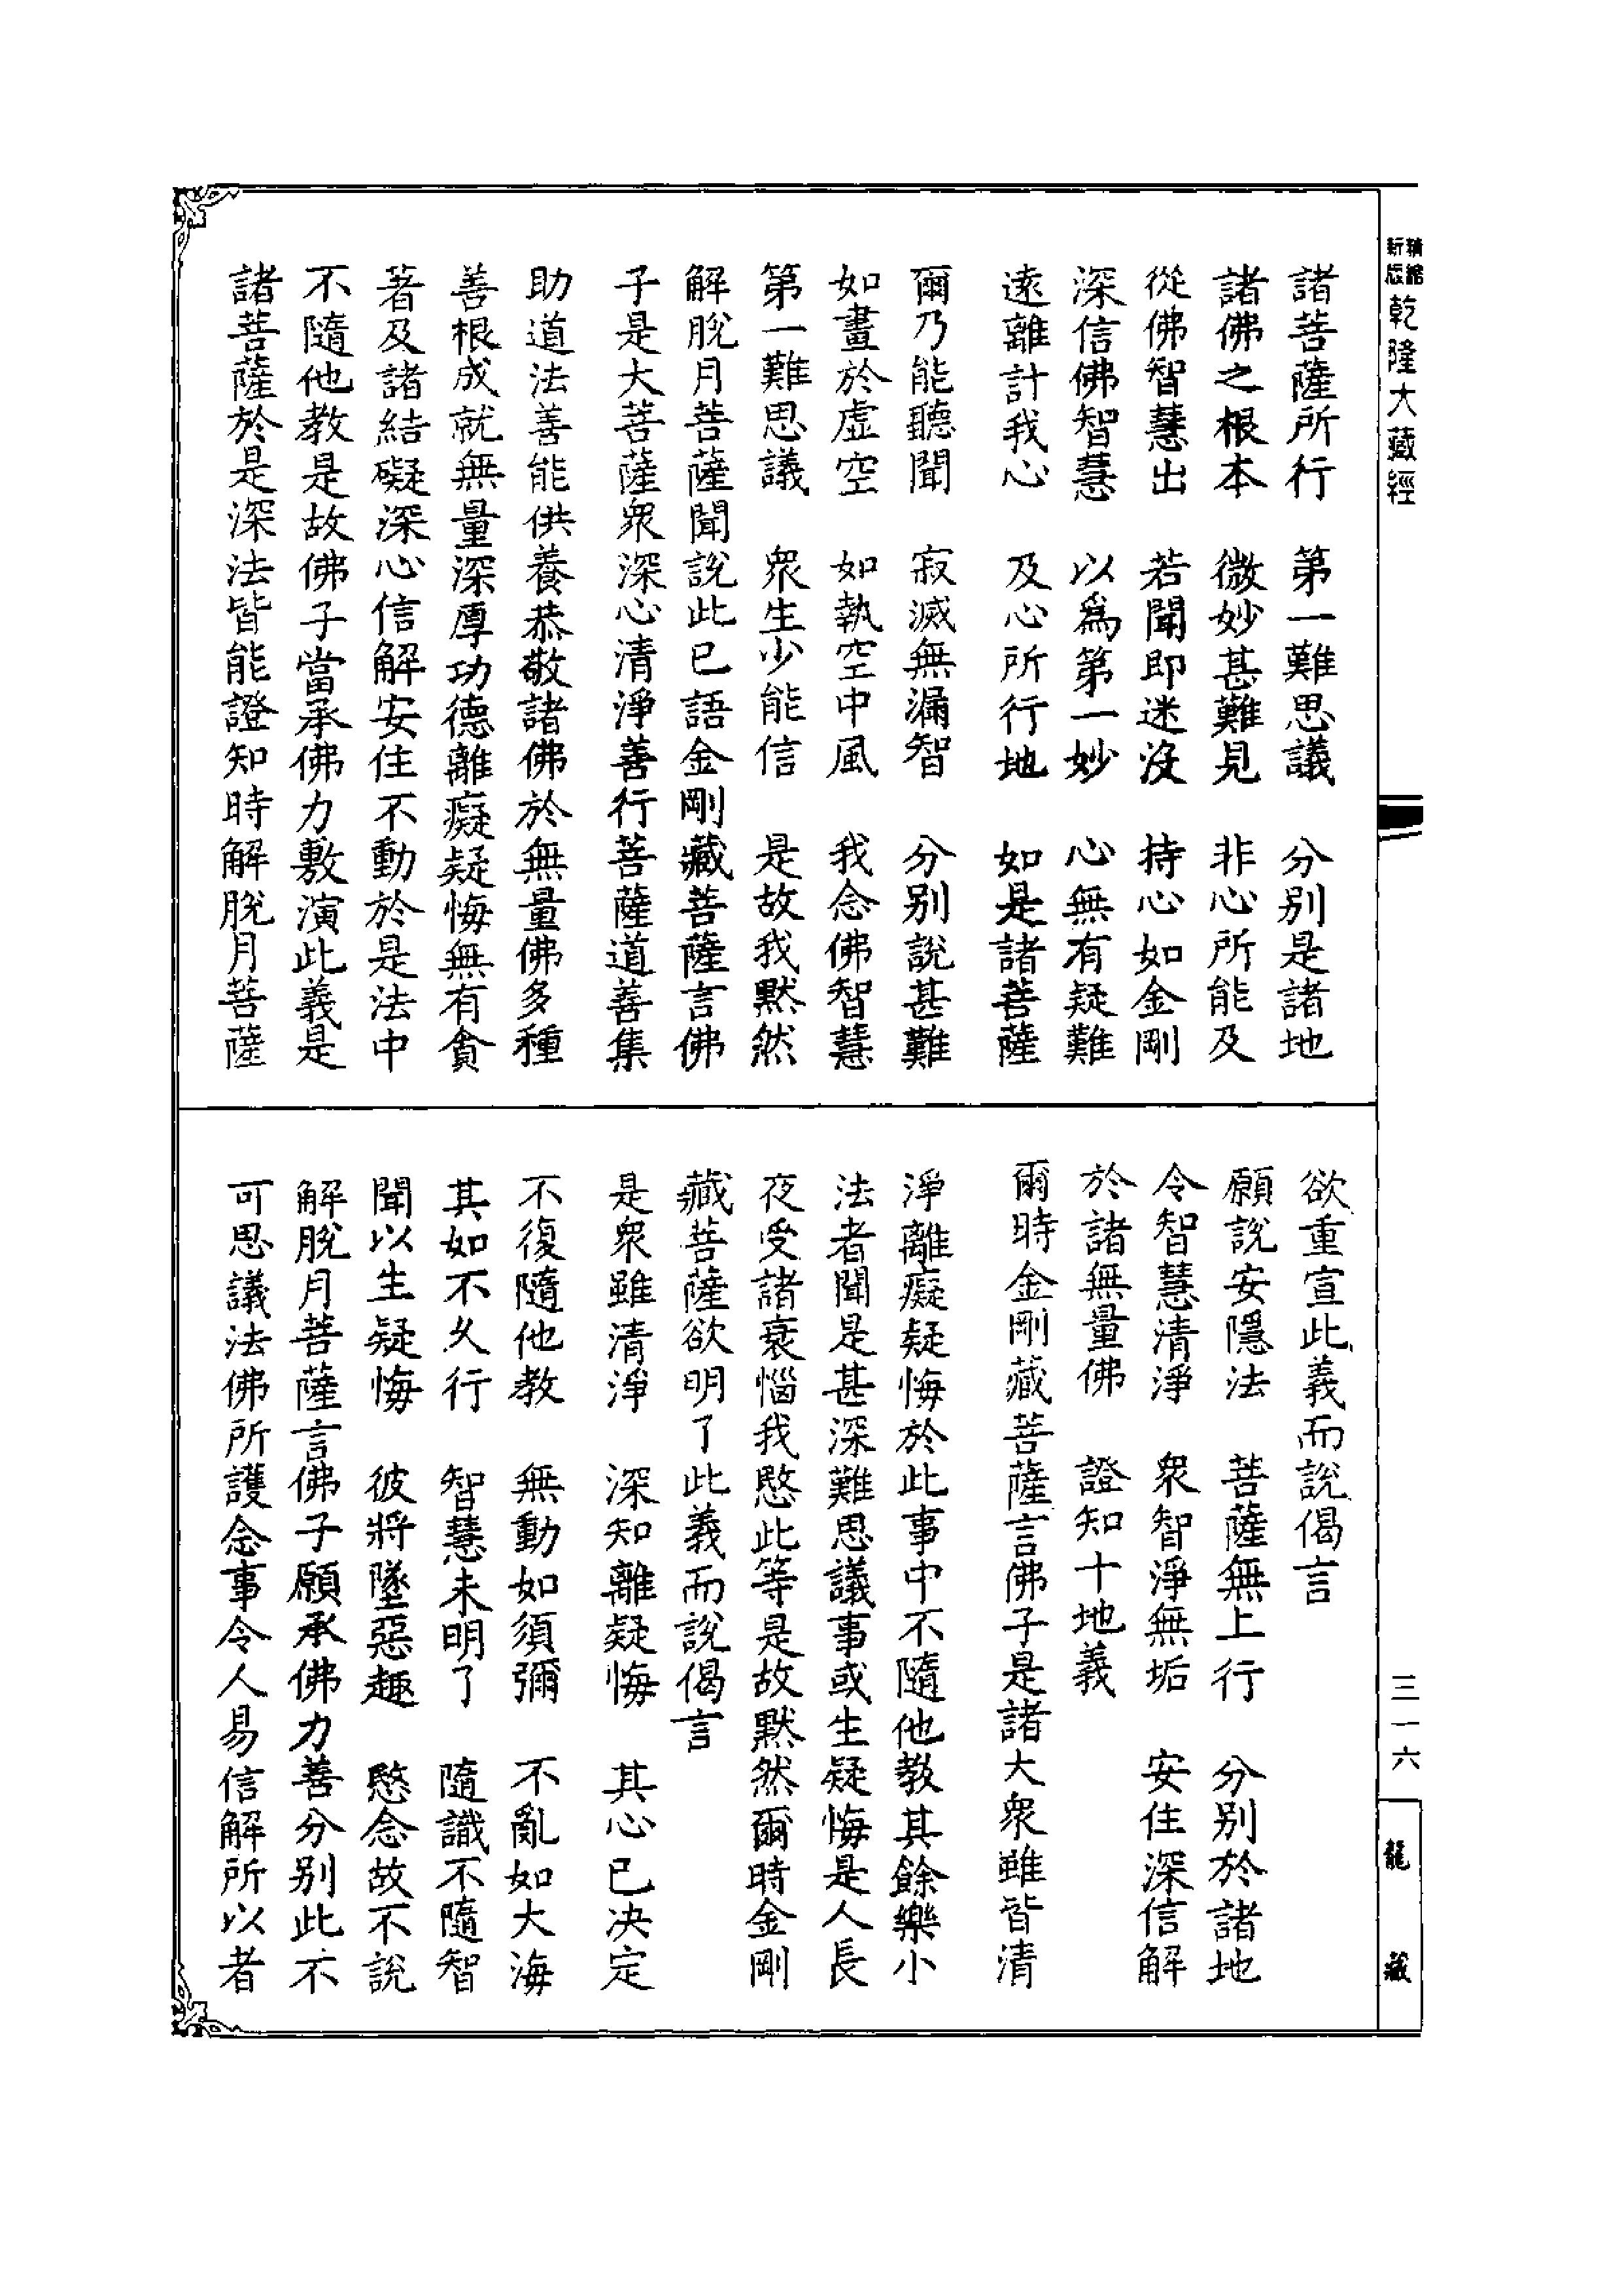 新編縮版 乾隆大藏經
諸菩薩所行　第一難思議　分別是諸地
諸佛之根本　微妙甚難見　非心所能及
從佛智慧出　若聞即迷沒　持心如金剛
深信佛智慧　以為第一妙　心無有疑難
遠離計我心　及心所行地　如是諸菩薩
爾乃能聽聞　寂滅無漏智　分別說甚難
如畫於虛空　如執空中風　我念佛智慧
第一難思議　眾生少能信　是故我默然
解脫月菩薩聞說此已語金剛藏菩薩言佛
子是大菩薩眾深心清淨善行菩薩道善集
助道法善能供養恭敬諸佛於無量佛多種
善根成就無量深厚功德離癡疑悔無有貪
著及諸結礙深心信解安住不動於是法中
不隨他教是故佛子當承佛力敷演此義是
諸菩薩於是深法皆能證知時解脫月菩薩
欲重宣此義而說偈言
願說安隱法　菩薩無上行　分別於諸地
令智慧清淨　眾智淨無垢　安住深信解
於諸無量佛　證知十地義
爾時金剛藏菩薩言佛子是諸大眾雖皆清
淨離癡疑悔於此事中不隨他教其餘樂小
法者聞是甚深難思議事或生疑悔是人長
夜受諸衰惱我愍此等是故默然爾時金剛
藏菩薩欲明了此義而說偈言
是眾雖清淨　深知離疑悔　其心已決定
不復隨他教　無動如須彌　不亂如大海
其如不久行　智慧未明了　隨識不隨智
聞以生疑悔　彼將墜惡趣　愍念故不說
解脫月菩薩言佛子願承佛力善分別此不
可思議法佛所護念事令人易信解所以者
三一六
龍藏